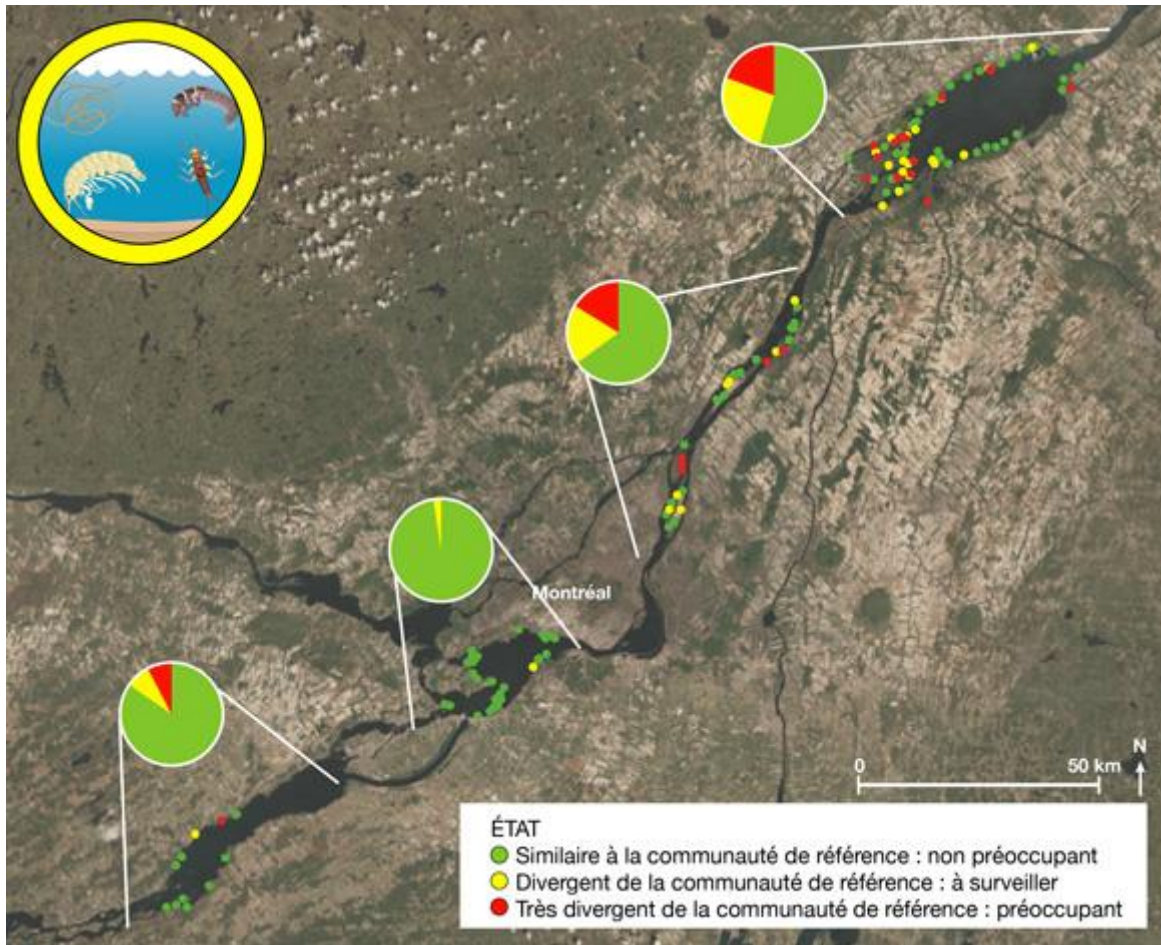 Montréal
N
0 50 km
ÉTAT
Similaire à la communauté de référence : non préoccupant
Divergent de la communauté de référence : à surveiller
Très divergent de la communauté de référence : préoccupant